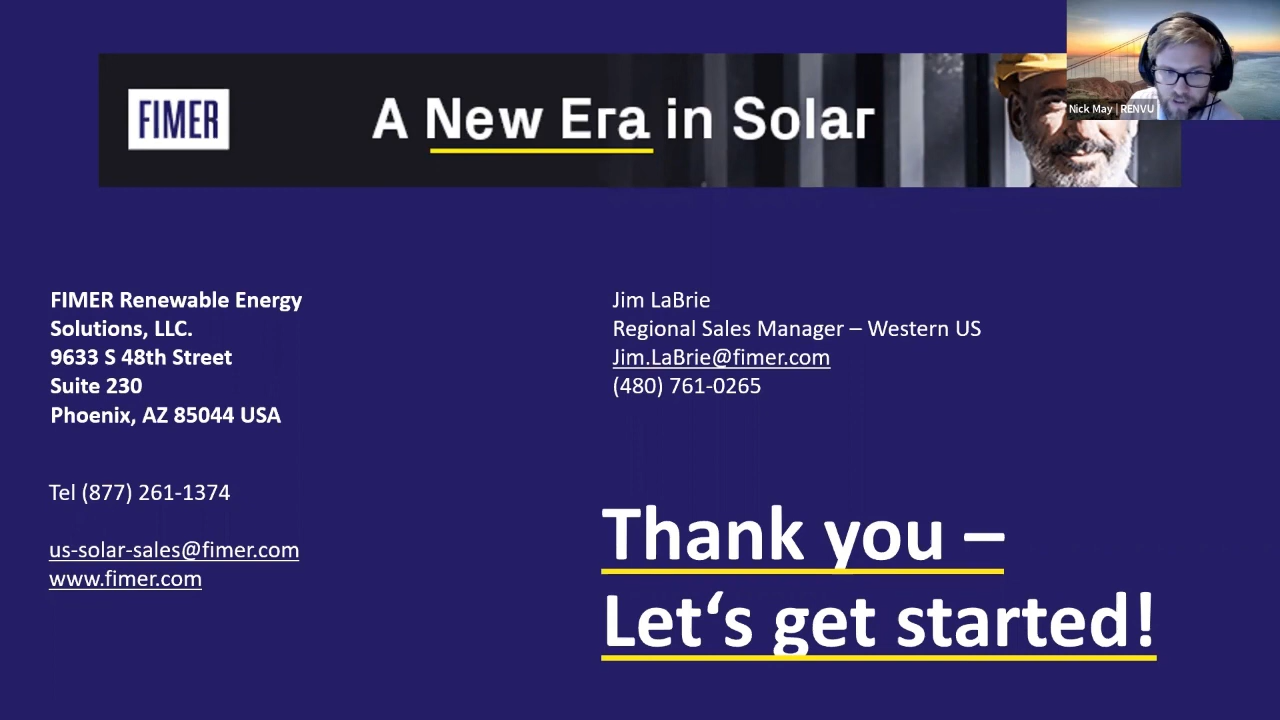 FIMER
A New Era in Solar
Nick May | RENVU
FIMER Renewable Energy
Solutions, LLC.
9633 S 48th Street
Suite 230
Phoenix, AZ 85044 USA
Tel (877) 261-1374
us-solar-sales@fimer.com
www.fimer.com
Jim LaBrie
Regional Sales Manager – Western US
Jim.LaBrie@fimer.com
(480) 761-0265
Thank you –
Let‘s get started!